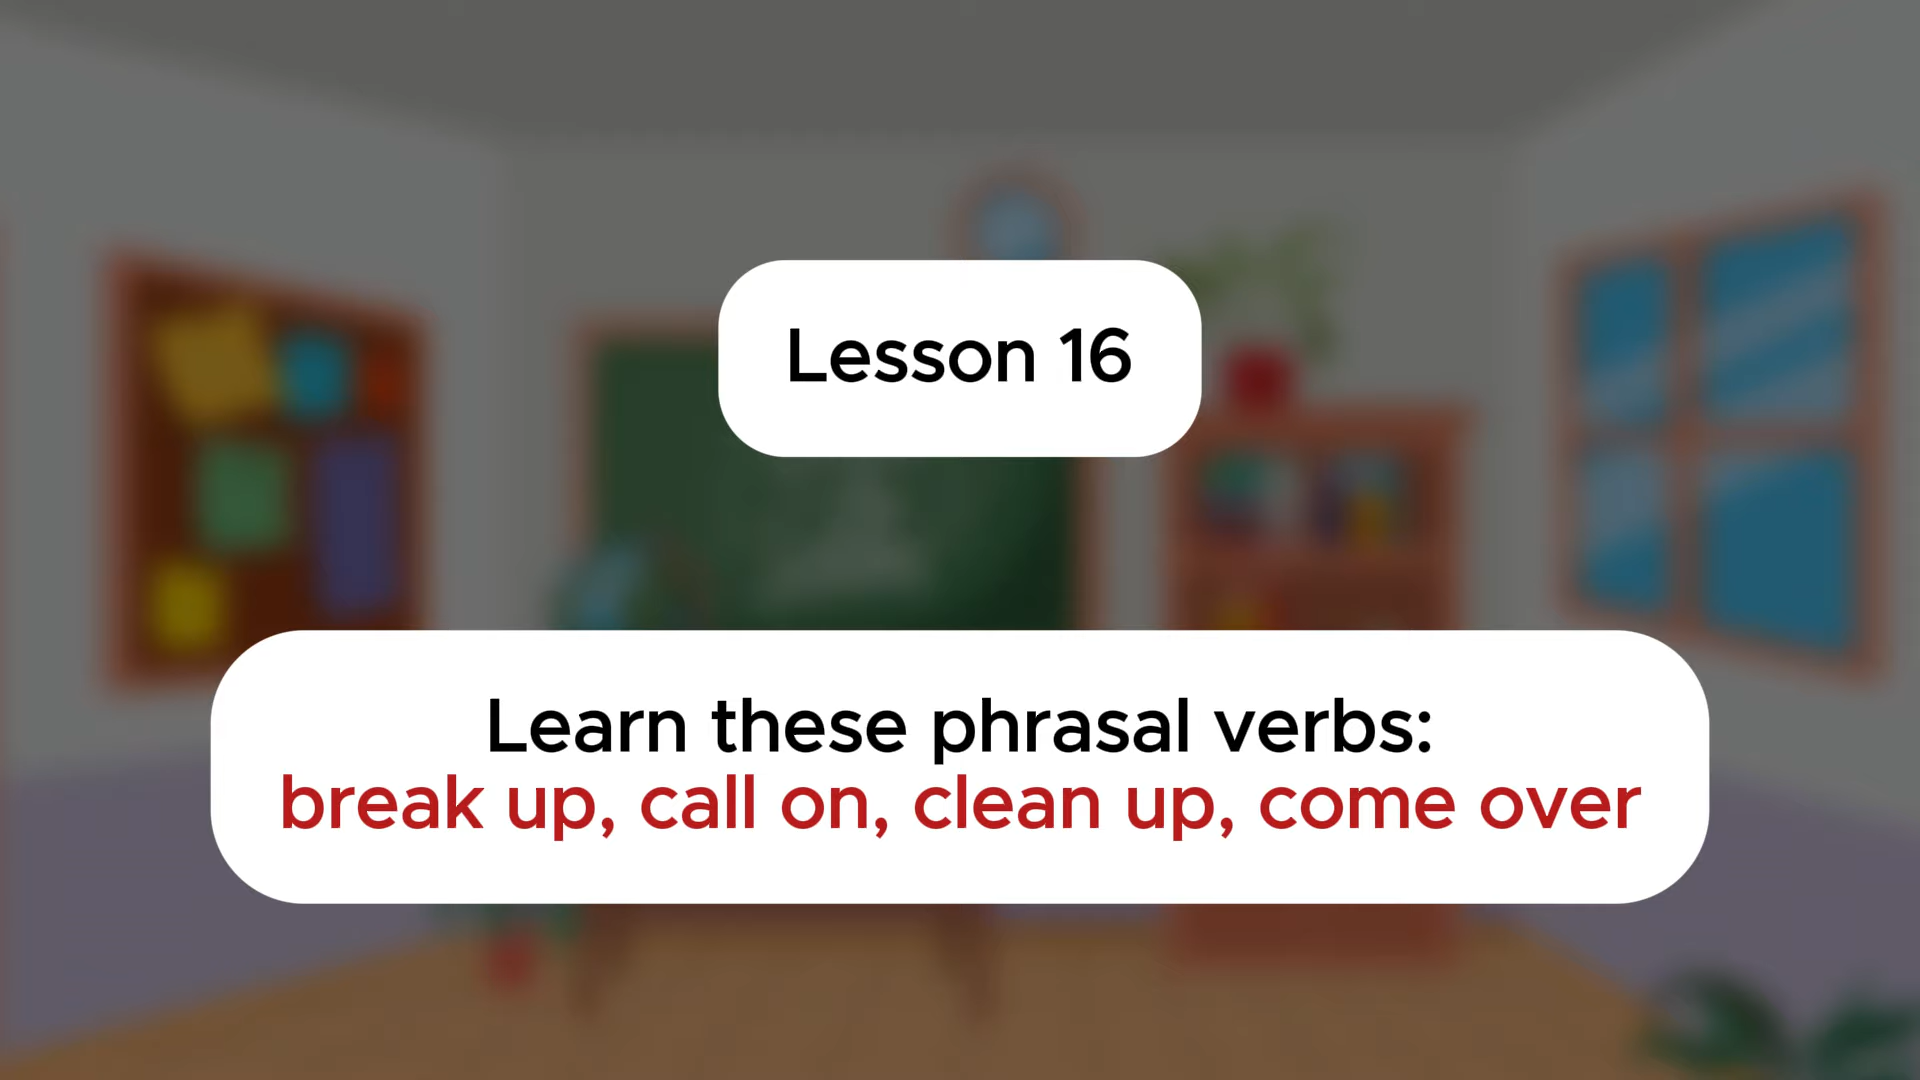 Lesson 16
Learn these phrasal verbs:
break up, call on, clean up, come over